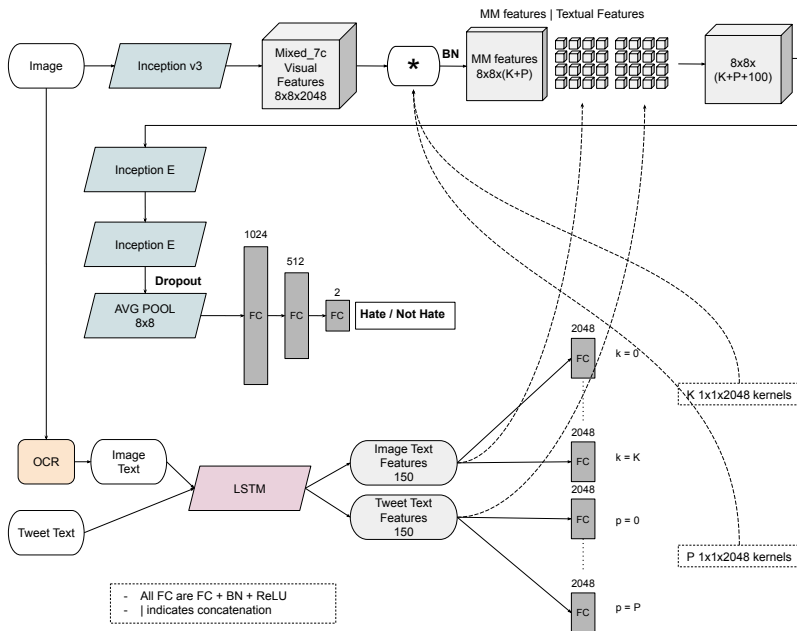 MM features | Textual Features
Image
Inception v3
Mixed_7c
Visual
Features
8x8x2048
*
BN
MM features
8x8x(K+P)
8x8x
(K+P+100)
Inception E
Inception E
Dropout
AVG POOL
8x8
1024
FC
512
FC
2
FC
Hate / Not Hate
2048
FC
k = 0
K 1x1x2048 kernels
2048
FC
k = K
OCR
Image
Text
LSTM
Image Text
Features
150
Tweet Text
Tweet Text
Features
150
2048
FC
p = 0
P 1x1x2048 kernels
2048
FC
p = P
- All FC are FC + BN + ReLU
- | indicates concatenation